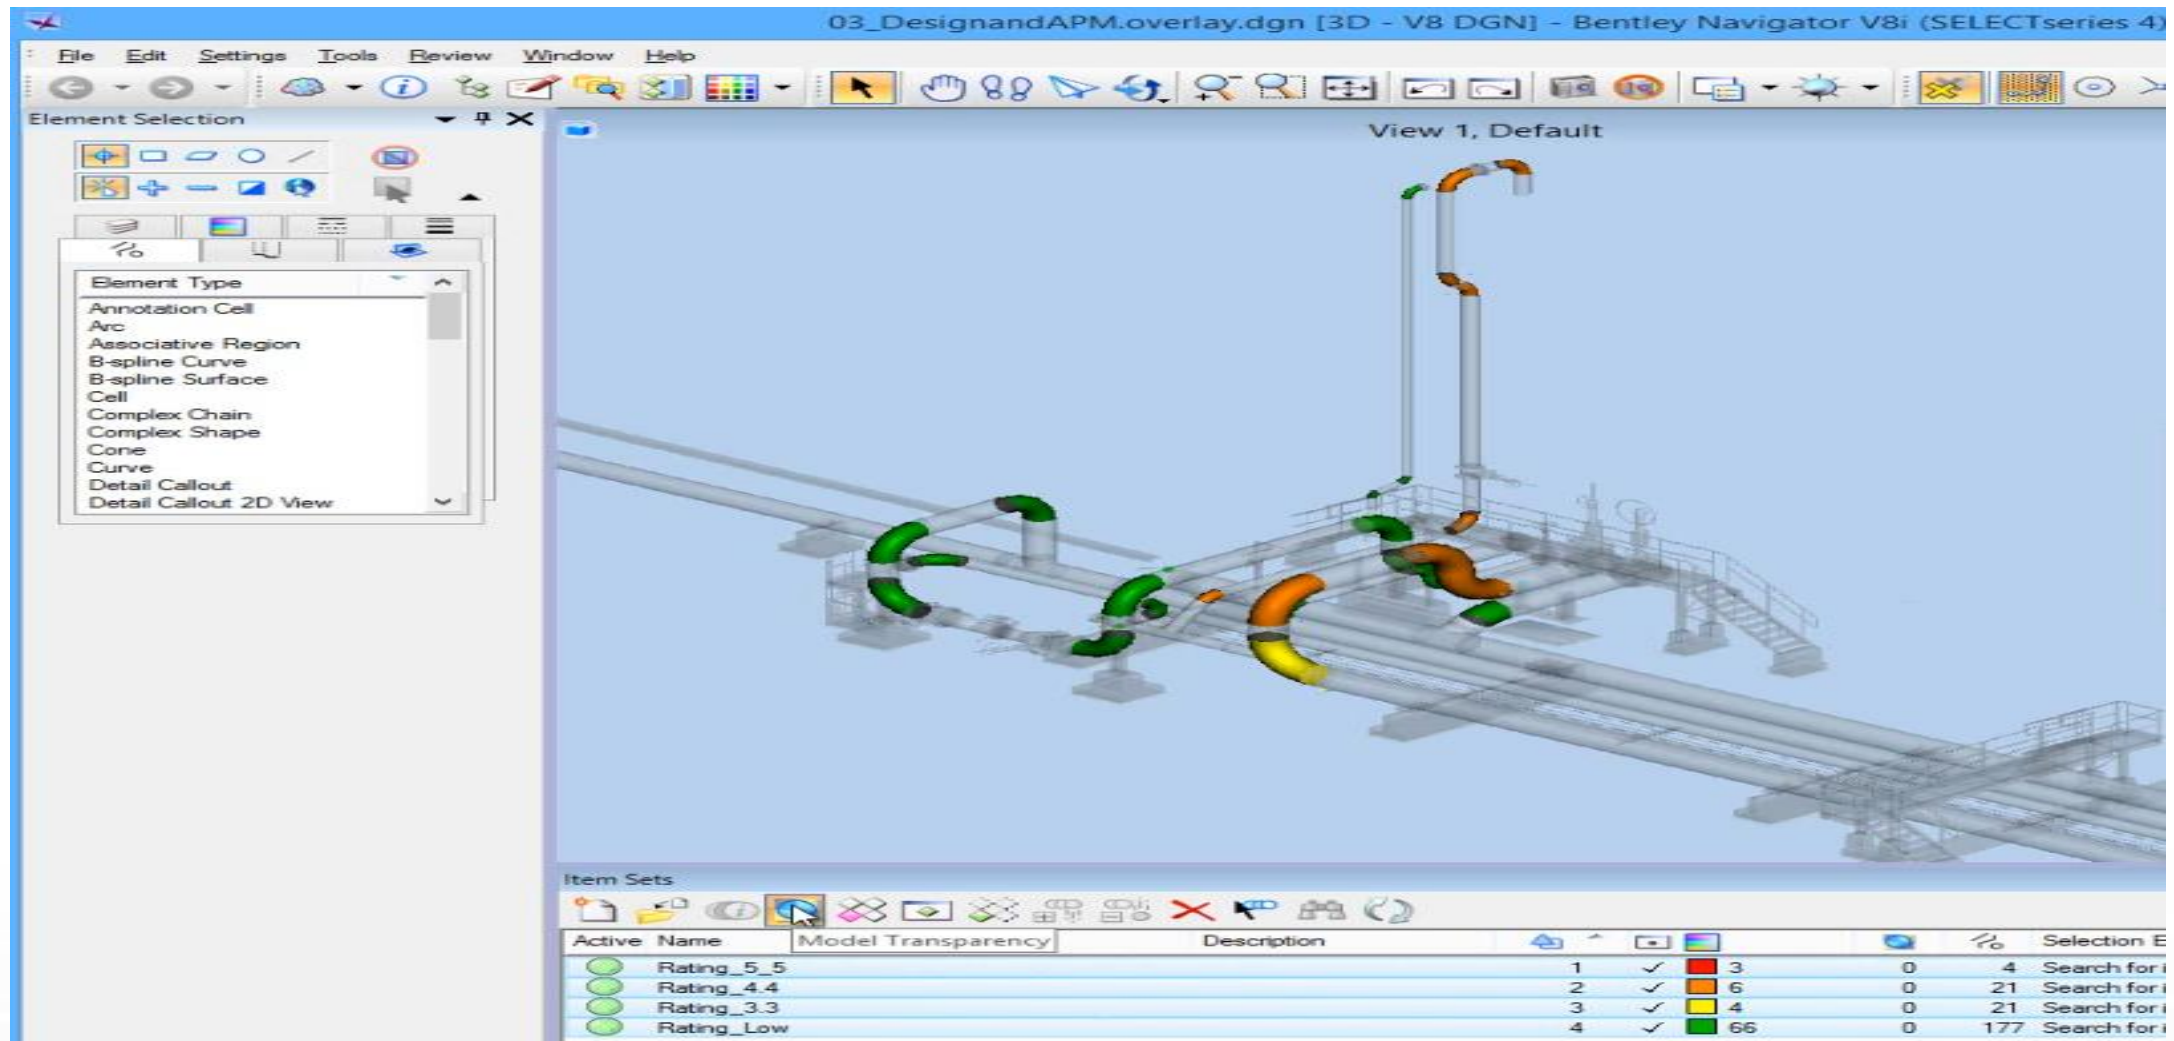 03_DesignandAPM.overlay.dgn [3D - V8 DGN] - Bentley Navigator V8i (SELECTseries 4)
File Edit Settings Tools Review Window Help
Element Selection
View 1, Default
Element Type
Annotation Cell
Arc
Associative Region
B-spline Curve
B-spline Surface
Cell
Complex Chain
Complex Shape
Cone
Curve
Detail Callout
Detail Callout 2D View
Item Sets
Active Name Model Transparency Description Selection E
Rating_5_5 1 3 0 4 Search for i
Rating_4.4 2 6 0 21 Search for i
Rating_3.3 3 4 0 21 Search for i
Rating_Low 4 66 0 177 Search for i